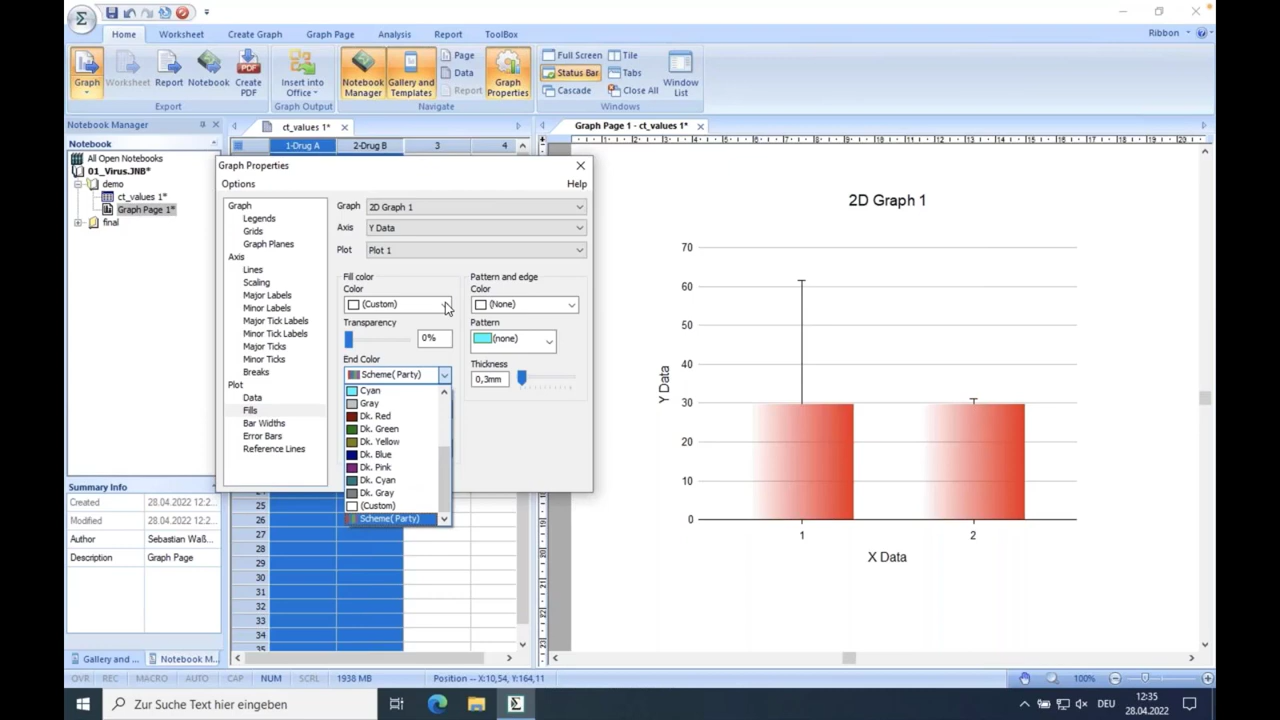 Home Worksheet Create Graph Graph Page Analysis Report ToolBox Ribbon
Graph Worksheet Report Notebook Create PDF
Export
Insert into Office
Graph Output
Notebook Manager Gallery and Templates
Page
Data
Report
Graph Properties
Navigate
Full Screen Tile
Status Bar Tabs
Cascade Close All
Window List
Windows
Notebook Manager
Notebook
All Open Notebooks
01_Virus.JNB*
demo
ct_values 1*
Graph Page 1*
final
Summary Info
Created 28.04.2022 12:2...
Modified 28.04.2022 12:2...
Author Sebastian Waß...
Description Graph Page
Gallery and ... Notebook M...
ct_values 1*
1-Drug A 2-Drug B 3 4
25
26
27
28
29
30
31
32
33
34
35
Graph Properties
Options Help
Graph
Legends
Grids
Graph Planes
Axis
Lines
Scaling
Major Labels
Minor Labels
Major Tick Labels
Minor Tick Labels
Major Ticks
Minor Ticks
Breaks
Plot
Data
Fills
Bar Widths
Error Bars
Reference Lines
Graph 2D Graph 1
Axis Y Data
Plot Plot 1
Fill color
Color
(Custom)
Transparency
0%
End Color
Scheme( Party)
Cyan
Gray
Dk. Red
Dk. Green
Dk. Yellow
Dk. Blue
Dk. Pink
Dk. Cyan
Dk. Gray
(Custom)
Scheme( Party)
Pattern and edge
Color
(None)
Pattern
(none)
Thickness
0,3mm
Graph Page 1 - ct_values 1*
2D Graph 1
70
60
50
40
30
20
10
0
Y Data
1 2
X Data
OVR REC MACRO AUTO CAP NUM SCRL 1938 MB Position -- X:10,54, Y:164,11 100%
Zur Suche Text hier eingeben
DEU
12:35
28.04.2022